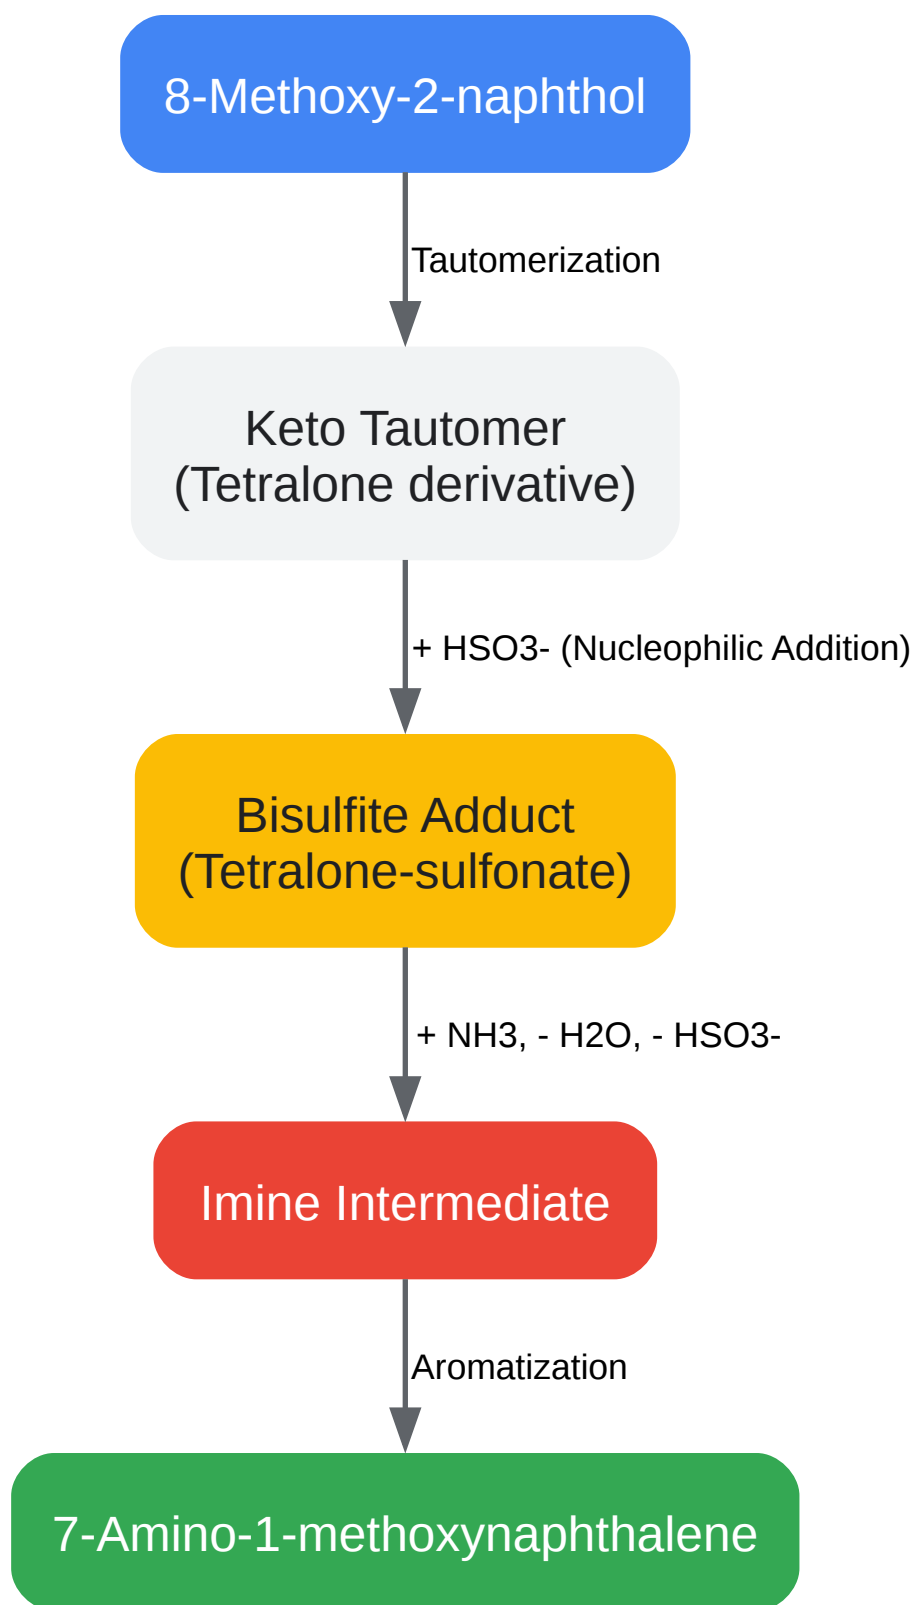 8-Methoxy-2-naphthol
Tautomerization
Keto Tautomer
(Tetralone derivative)
+ HSO3- (Nucleophilic Addition)
Bisulfite Adduct
(Tetralone-sulfonate)
+ NH3, - H2O, - HSO3-
Imine Intermediate
Aromatization
7-Amino-1-methoxynaphthalene